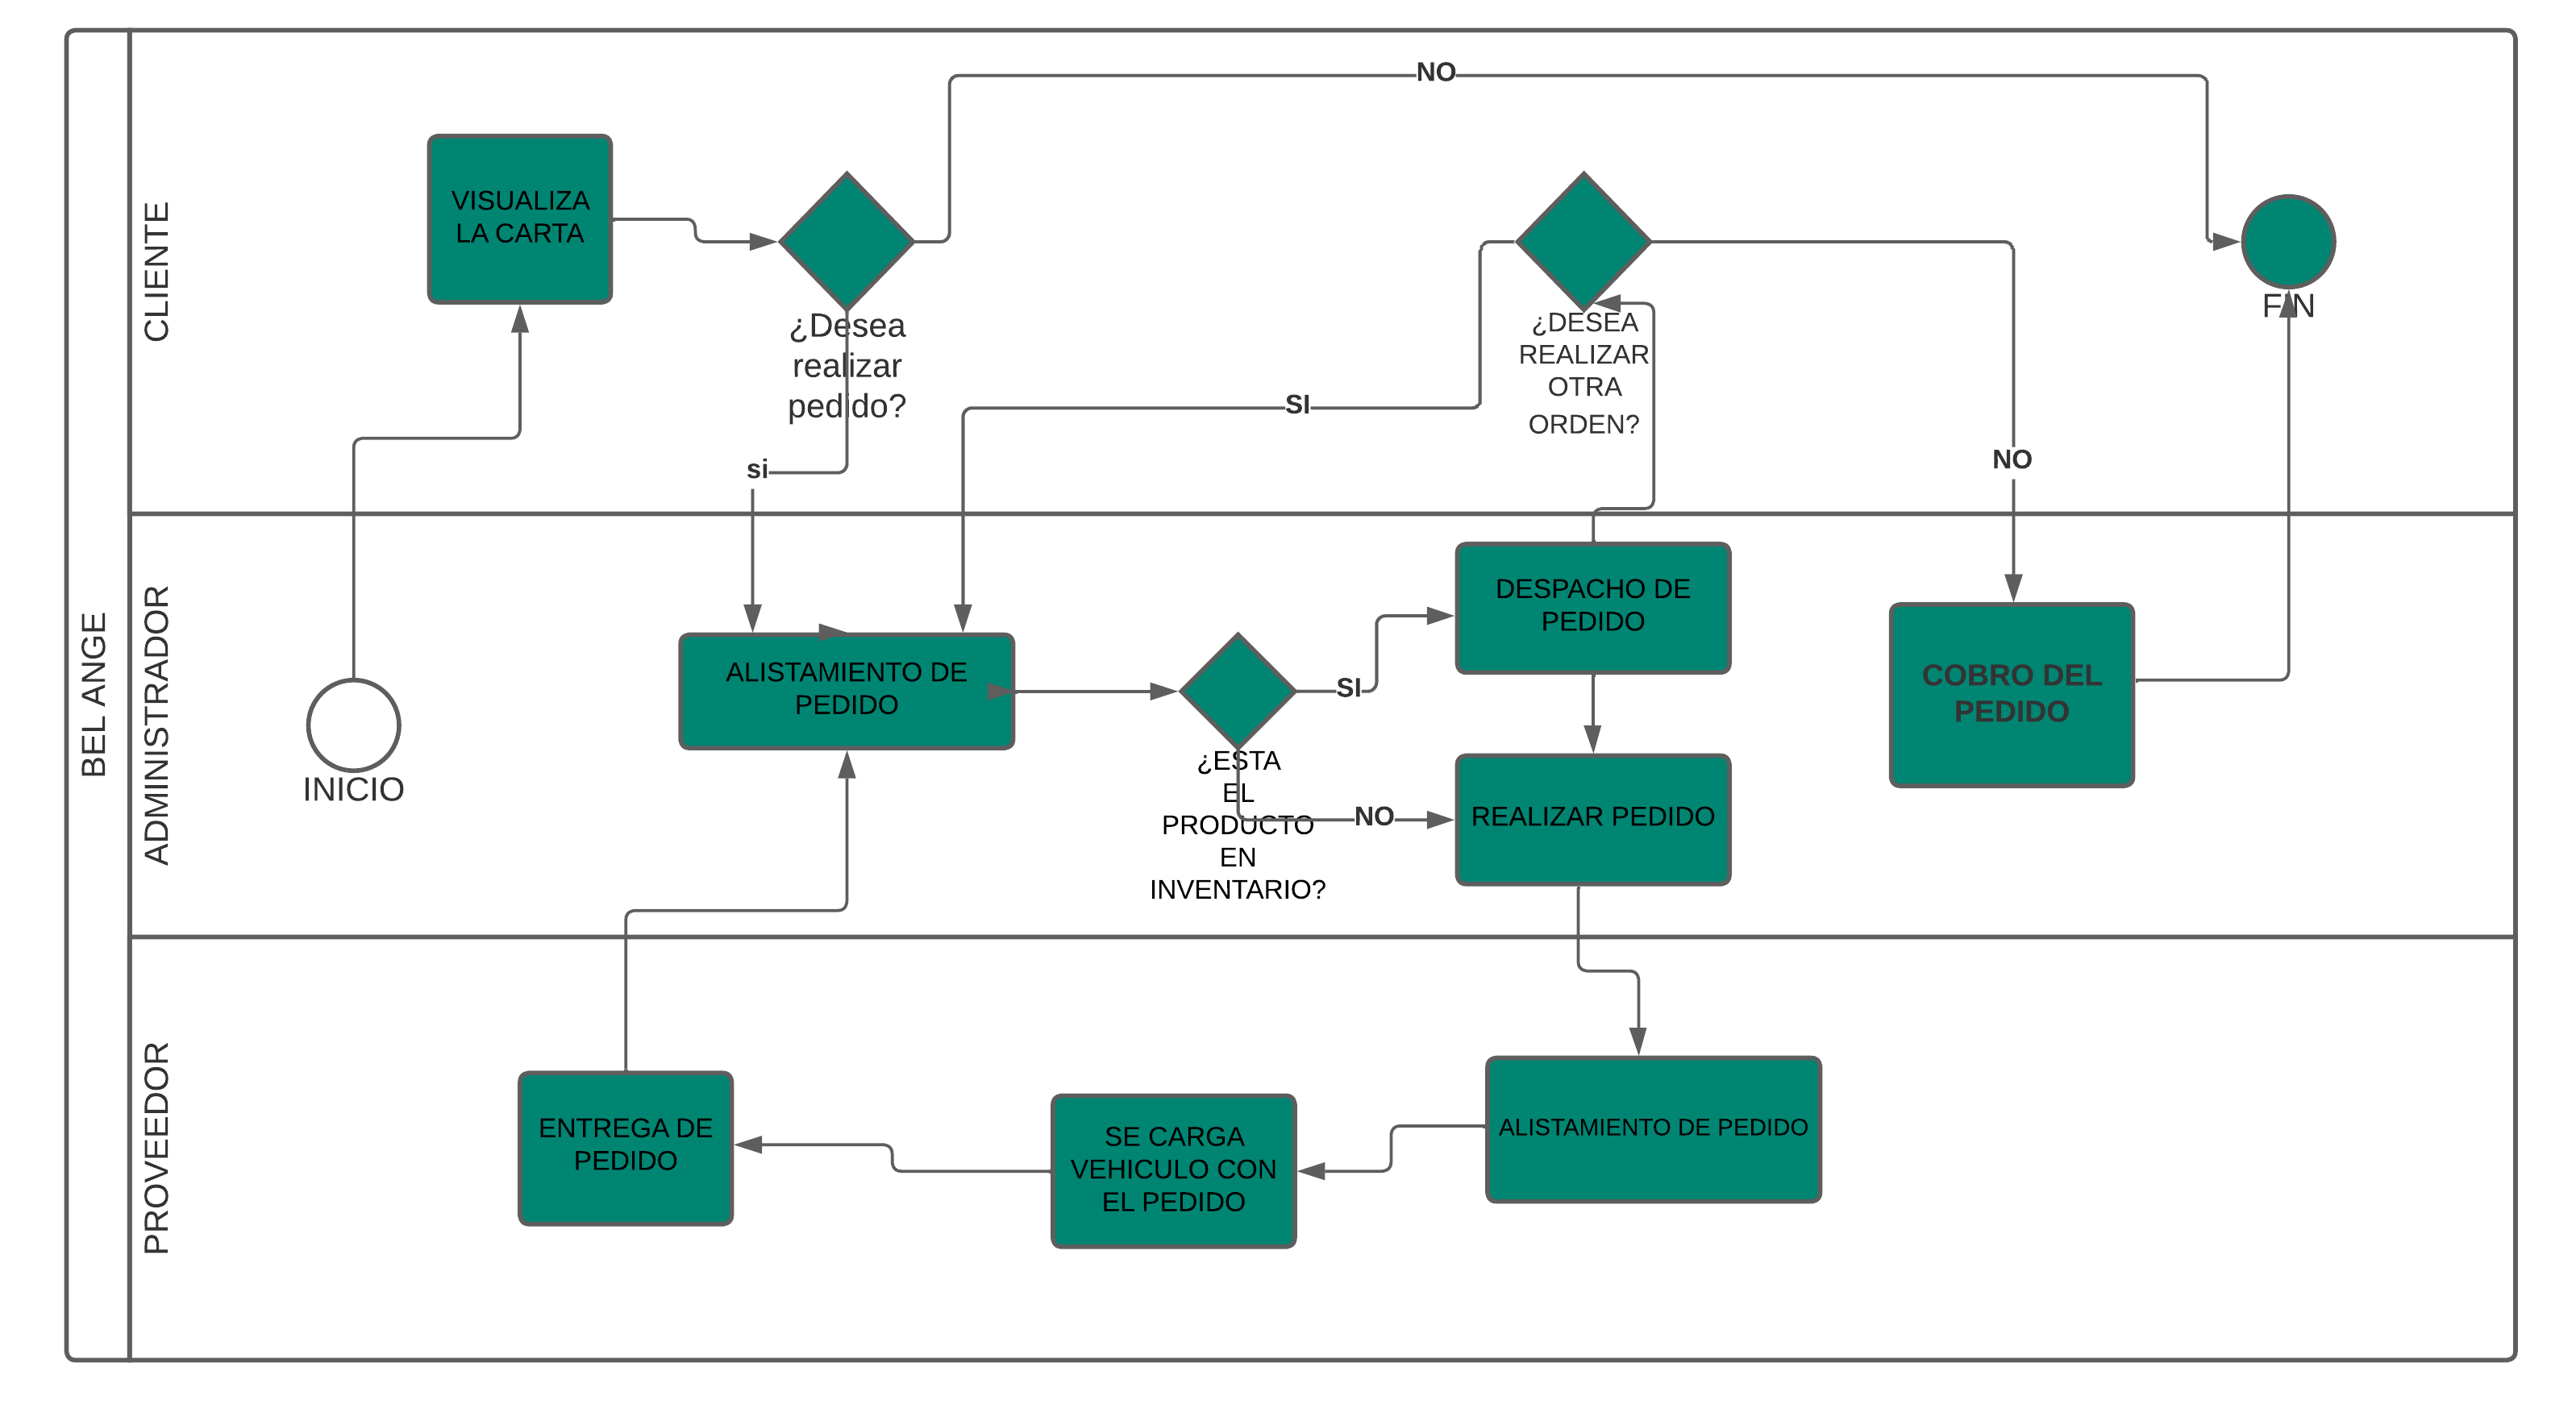 BEL ANGE
CLIENTE
VISUALIZA
LA CARTA
¿Desea
realizar
pedido?
NO
si
SI
¿DESEA
REALIZAR
OTRA
ORDEN?
NO
FIN
ADMINISTRADOR
INICIO
ALISTAMIENTO DE
PEDIDO
¿ESTA
EL
PRODUCTO
EN
INVENTARIO?
SI
NO
DESPACHO DE
PEDIDO
REALIZAR PEDIDO
COBRO DEL
PEDIDO
PROVEEDOR
ENTREGA DE
PEDIDO
SE CARGA
VEHICULO CON
EL PEDIDO
ALISTAMIENTO DE PEDIDO